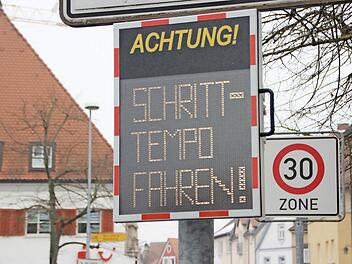 ACHTUNG!
SCHRITT-
TEMPO
FAHREN!
30
ZONE